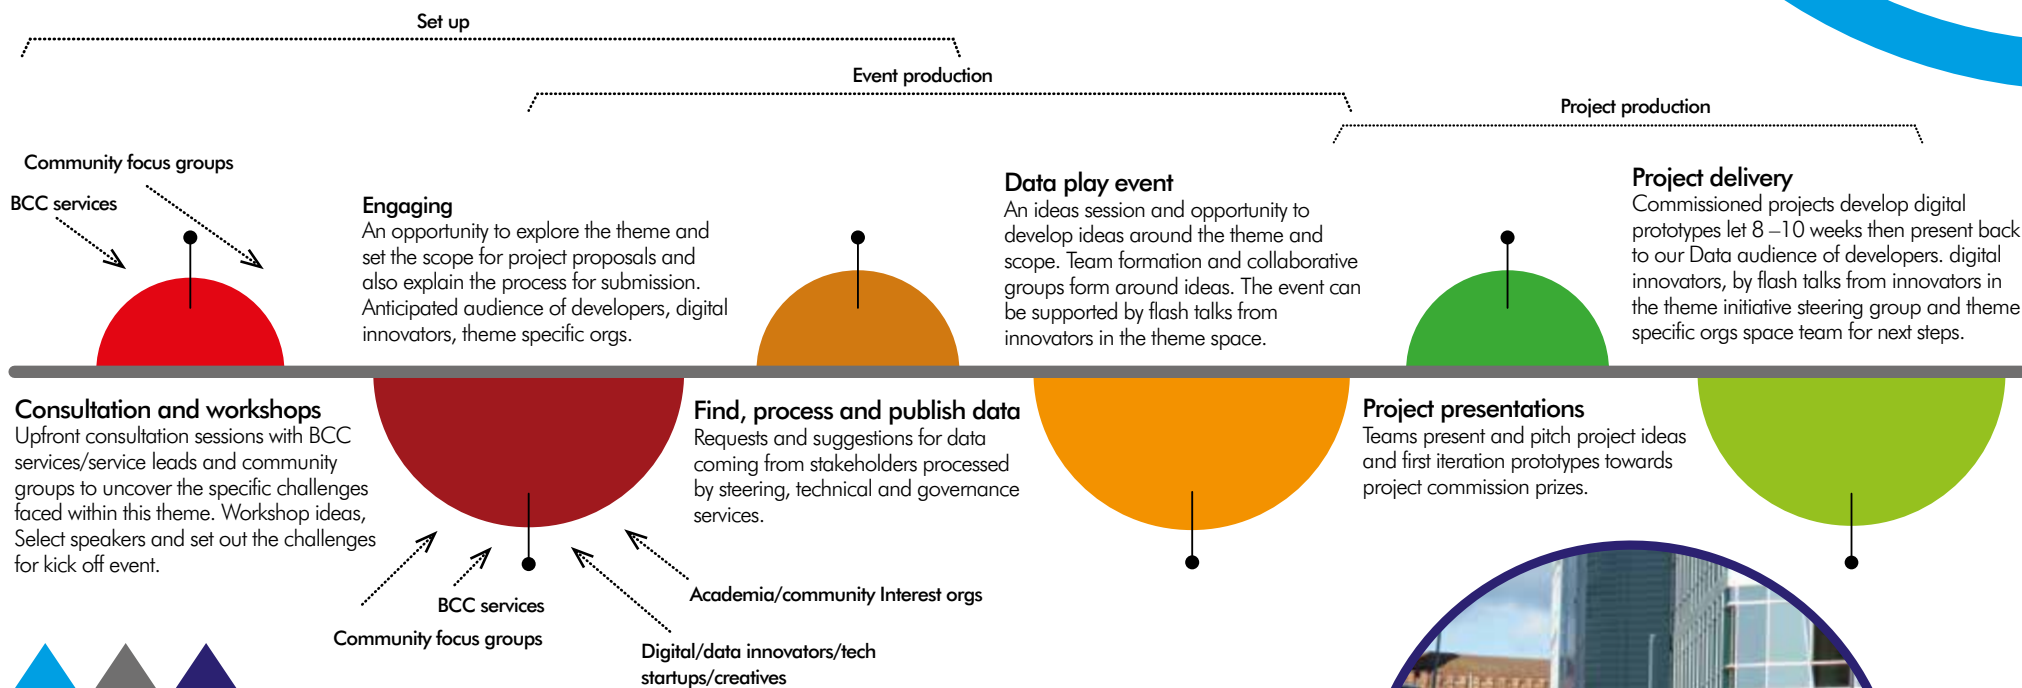 Set up
Event production
Project production
Community focus groups
BCC services
Engaging
An opportunity to explore the theme and
set the scope for project proposals and
also explain the process for submission.
Anticipated audience of developers, digital
innovators, theme specific orgs.
Data play event
An ideas session and opportunity to
develop ideas around the theme and
scope. Team formation and collaborative
groups form around ideas. The event can
be supported by flash talks from
innovators in the theme space.
Project delivery
Commissioned projects develop digital
prototypes let 8 –10 weeks then present back
to our Data audience of developers. digital
innovators, by flash talks from innovators in
the theme initiative steering group and theme
specific orgs space team for next steps.
Consultation and workshops
Upfront consultation sessions with BCC
services/service leads and community
groups to uncover the specific challenges
faced within this theme. Workshop ideas,
Select speakers and set out the challenges
for kick off event.
Find, process and publish data
Requests and suggestions for data
coming from stakeholders processed
by steering, technical and governance
services.
Project presentations
Teams present and pitch project ideas
and first iteration prototypes towards
project commission prizes.
Academia/community Interest orgs
BCC services
Community focus groups
Digital/data innovators/tech
startups/creatives